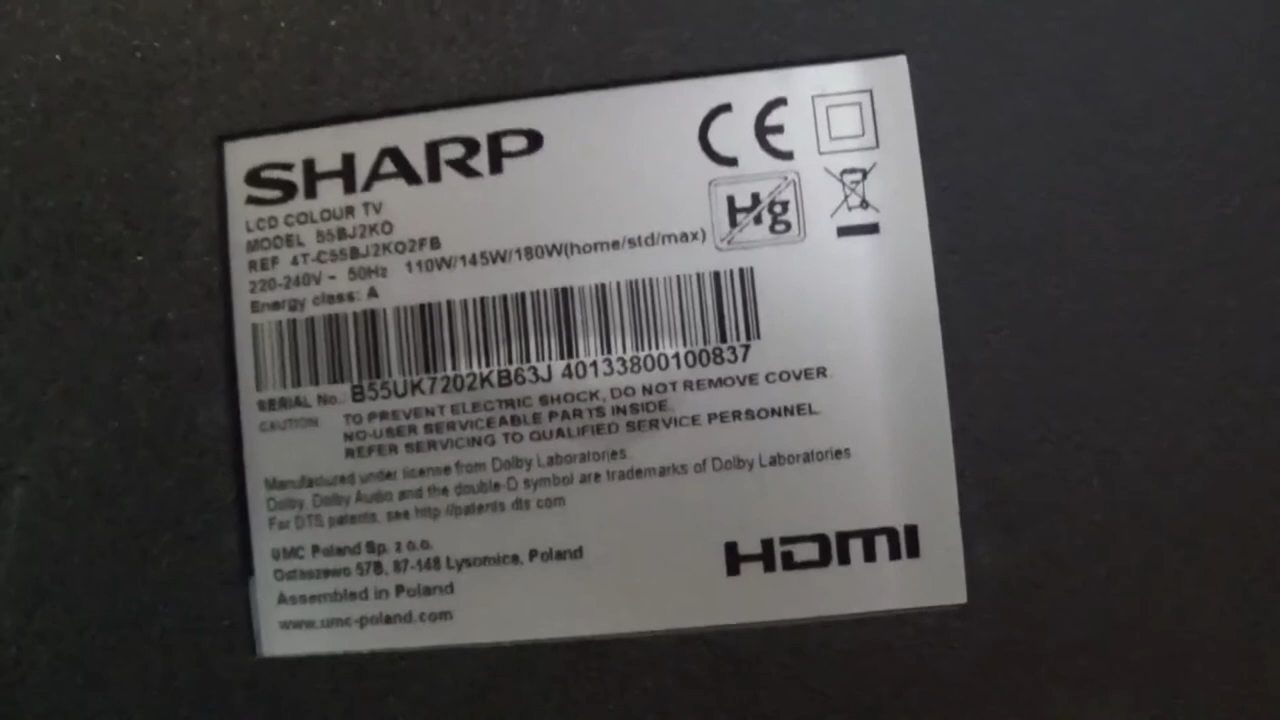 SHARP
CE
LCD COLOUR TV
MODEL 55BJ2KO
Hg
REF 4T-C55BJ2KO2FB
220-240V ~ 50Hz 110W/145W/180W(home/std/max)
Energy class: A
SERIAL No.: B55UK7202KB63J 40133800100837
CAUTION: TO PREVENT ELECTRIC SHOCK, DO NOT REMOVE COVER.
NO-USER SERVICEABLE PARTS INSIDE.
REFER SERVICING TO QUALIFIED SERVICE PERSONNEL.
Manufactured under license from Dolby Laboratories.
Dolby, Dolby Audio and the double-D symbol are trademarks of Dolby Laboratories
For DTS patents, see http://patents.dts.com
UMC Poland Sp. z o.o.
Ostaszewo 57B, 87-148 Lysomice, Poland
Assembled in Poland
www.umc-poland.com
HDMI